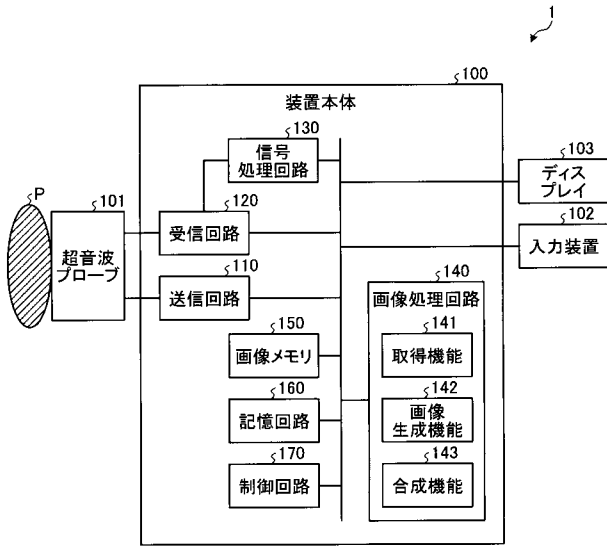 1
100
装置本体
130
信号
処理回路
103
ディス
プレイ
P
101
超音波
プローブ
120
受信回路
102
入力装置
110
送信回路
140
画像処理回路
141
取得機能
150
画像メモリ
142
画像
生成機能
160
記憶回路
143
合成機能
170
制御回路